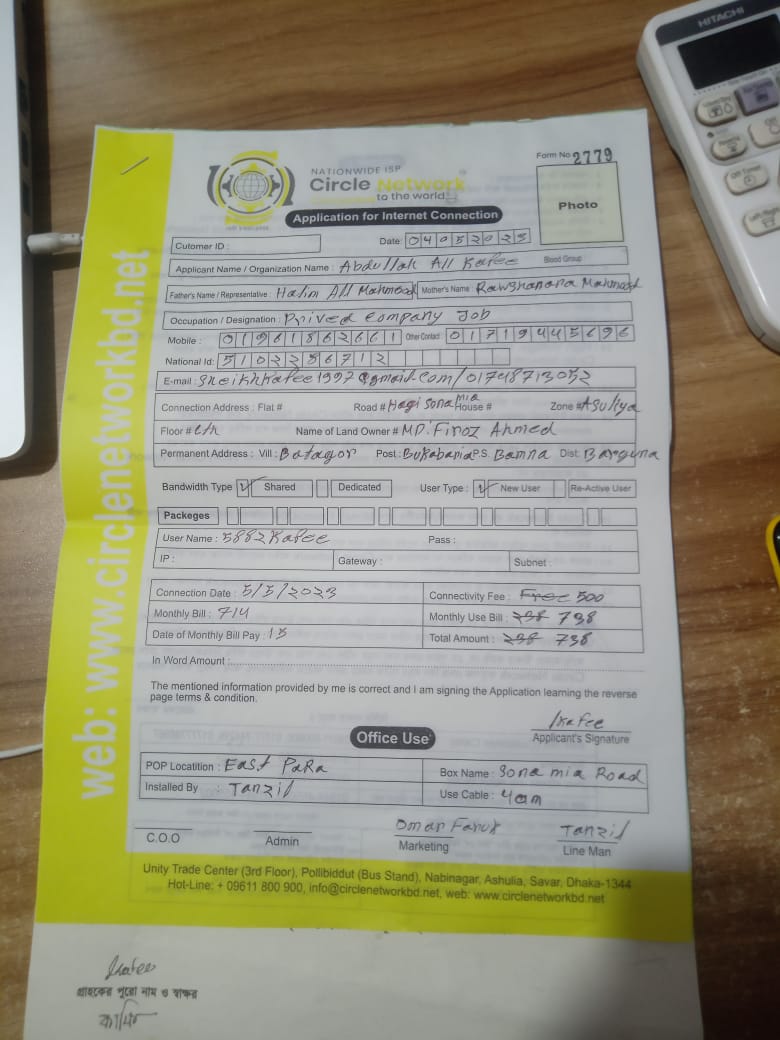 HITACHI
web: www.circlenetworkbd.net
NATIONWIDE ISP
Circle Network
to the world
Form No 2779
Photo
Application for Internet Connection
Cutomer ID :
Date: 04052023
Applicant Name / Organization Name : Abdullah All Kafee Blood Group
Father's Name / Representative : Halim All Mahmood Mother's Name : Rawshanara Mahmood
Occupation / Designation : Prived company Job
Mobile : 01961862661 Other Contact : 01719445696
National Id: 5102286712
E-mail : Sheikhkafee1997@gmail.com/01748713052
Connection Address : Flat # Road # Hagi sona mia House # Zone # Asuliya
Floor # Name of Land Owner # MD. Firoz Ahmed
Permanent Address : Vill : Batagor Post : Bukabania P.S. Bamna Dist: Barguna
Bandwidth Type Shared Dedicated User Type : New User Re-Active User
Packeges
User Name : 5882kafee Pass :
IP : Gateway : Subnet :
Connection Date : 5/5/2023 Connectivity Fee : Free 500
Monthly Bill : 714 Monthly Use Bill : 738
Date of Monthly Bill Pay : 15 Total Amount : 738
In Word Amount :
The mentioned information provided by me is correct and I am signing the Application learning the reverse
page terms & condition.
Kafee
Applicant's Signature
Office Use
POP Locatition : East PaRa Box Name : Sona mia Road
Installed By : Tanzil Use Cable :
C.O.O Admin Omar Faruk Marketing Tanzil Line Man
Unity Trade Center (3rd Floor), Pollibiddut (Bus Stand), Nabinagar, Ashulia, Savar, Dhaka-1344
Hot-Line: + 09611 800 900, info@circlenetworkbd.net, web: www.circlenetworkbd.net
Kafee
গ্রাহকের পুরো নাম ও স্বাক্ষর
কাফি